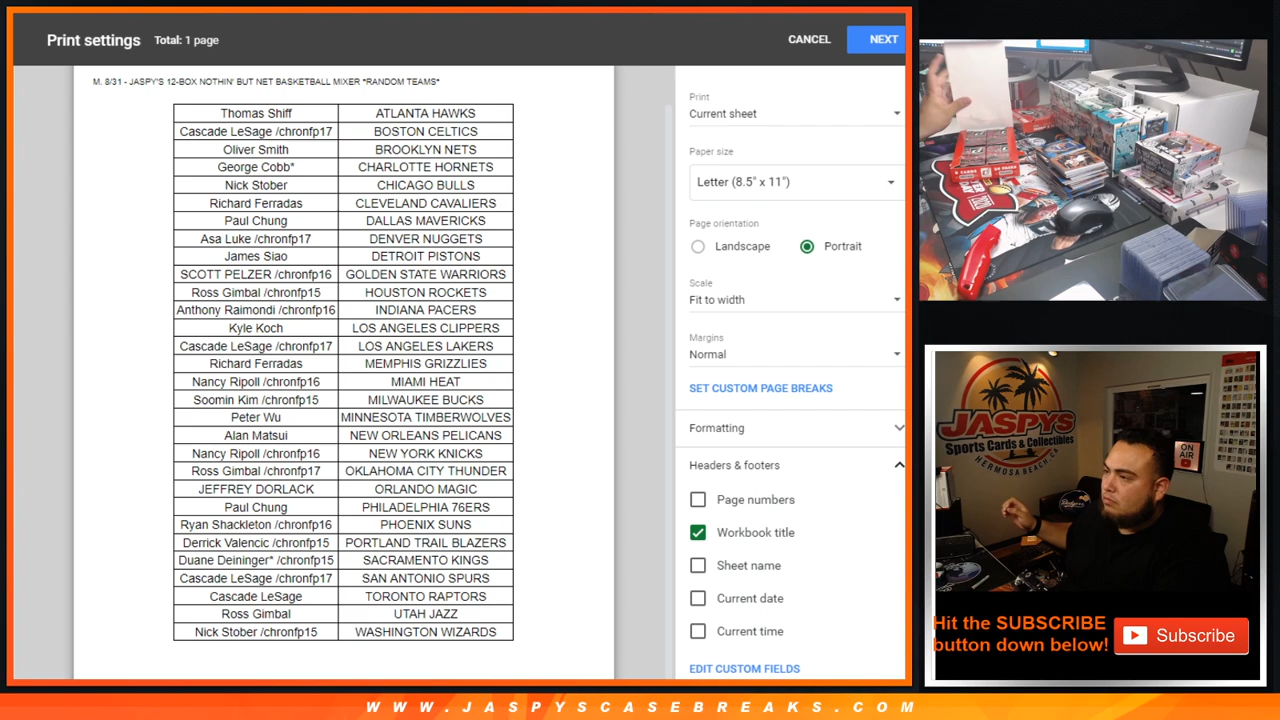 Print settings Total: 1 page CANCEL NEXT
M. 8/31 - JASPY'S 12-BOX NOTHIN' BUT NET BASKETBALL MIXER *RANDOM TEAMS*
Thomas Shiff ATLANTA HAWKS
Cascade LeSage /chronfp17 BOSTON CELTICS
Oliver Smith BROOKLYN NETS
George Cobb* CHARLOTTE HORNETS
Nick Stober CHICAGO BULLS
Richard Ferradas CLEVELAND CAVALIERS
Paul Chung DALLAS MAVERICKS
Asa Luke /chronfp17 DENVER NUGGETS
James Siao DETROIT PISTONS
SCOTT PELZER /chronfp16 GOLDEN STATE WARRIORS
Ross Gimbal /chronfp15 HOUSTON ROCKETS
Anthony Raimondi /chronfp16 INDIANA PACERS
Kyle Koch LOS ANGELES CLIPPERS
Cascade LeSage /chronfp17 LOS ANGELES LAKERS
Richard Ferradas MEMPHIS GRIZZLIES
Nancy Ripoll /chronfp16 MIAMI HEAT
Soomin Kim /chronfp15 MILWAUKEE BUCKS
Peter Wu MINNESOTA TIMBERWOLVES
Alan Matsui NEW ORLEANS PELICANS
Nancy Ripoll /chronfp16 NEW YORK KNICKS
Ross Gimbal /chronfp17 OKLAHOMA CITY THUNDER
JEFFREY DORLACK ORLANDO MAGIC
Paul Chung PHILADELPHIA 76ERS
Ryan Shackleton /chronfp16 PHOENIX SUNS
Derrick Valencic /chronfp15 PORTLAND TRAIL BLAZERS
Duane Deininger* /chronfp15 SACRAMENTO KINGS
Cascade LeSage /chronfp17 SAN ANTONIO SPURS
Cascade LeSage TORONTO RAPTORS
Ross Gimbal UTAH JAZZ
Nick Stober /chronfp15 WASHINGTON WIZARDS
Print
Current sheet
Paper size
Letter (8.5" x 11")
Page orientation
Landscape Portrait
Scale
Fit to width
Margins
Normal
SET CUSTOM PAGE BREAKS
Formatting
Headers & footers
Page numbers
Workbook title
Sheet name
Current date
Current time
EDIT CUSTOM FIELDS
JASPYS
Sports Cards & Collectibles
HERMOSA BEACH, CA
ON
AIR
Hit the SUBSCRIBE
button down below!
Subscribe
WWW.JASPYSCASEBREAKS.COM